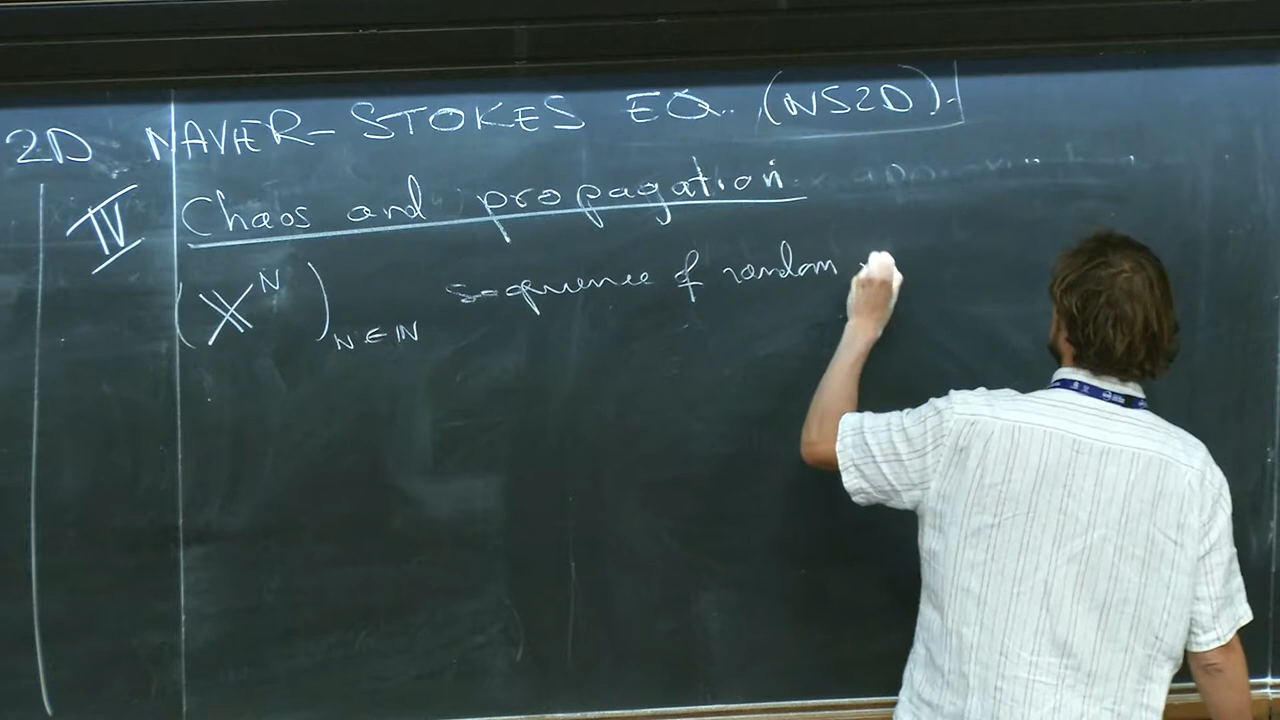 2D NAVIER-STOKES EQ. (NS2D).
IV Chaos and propagation
(X^N)_{N∈ℕ} sequence of random